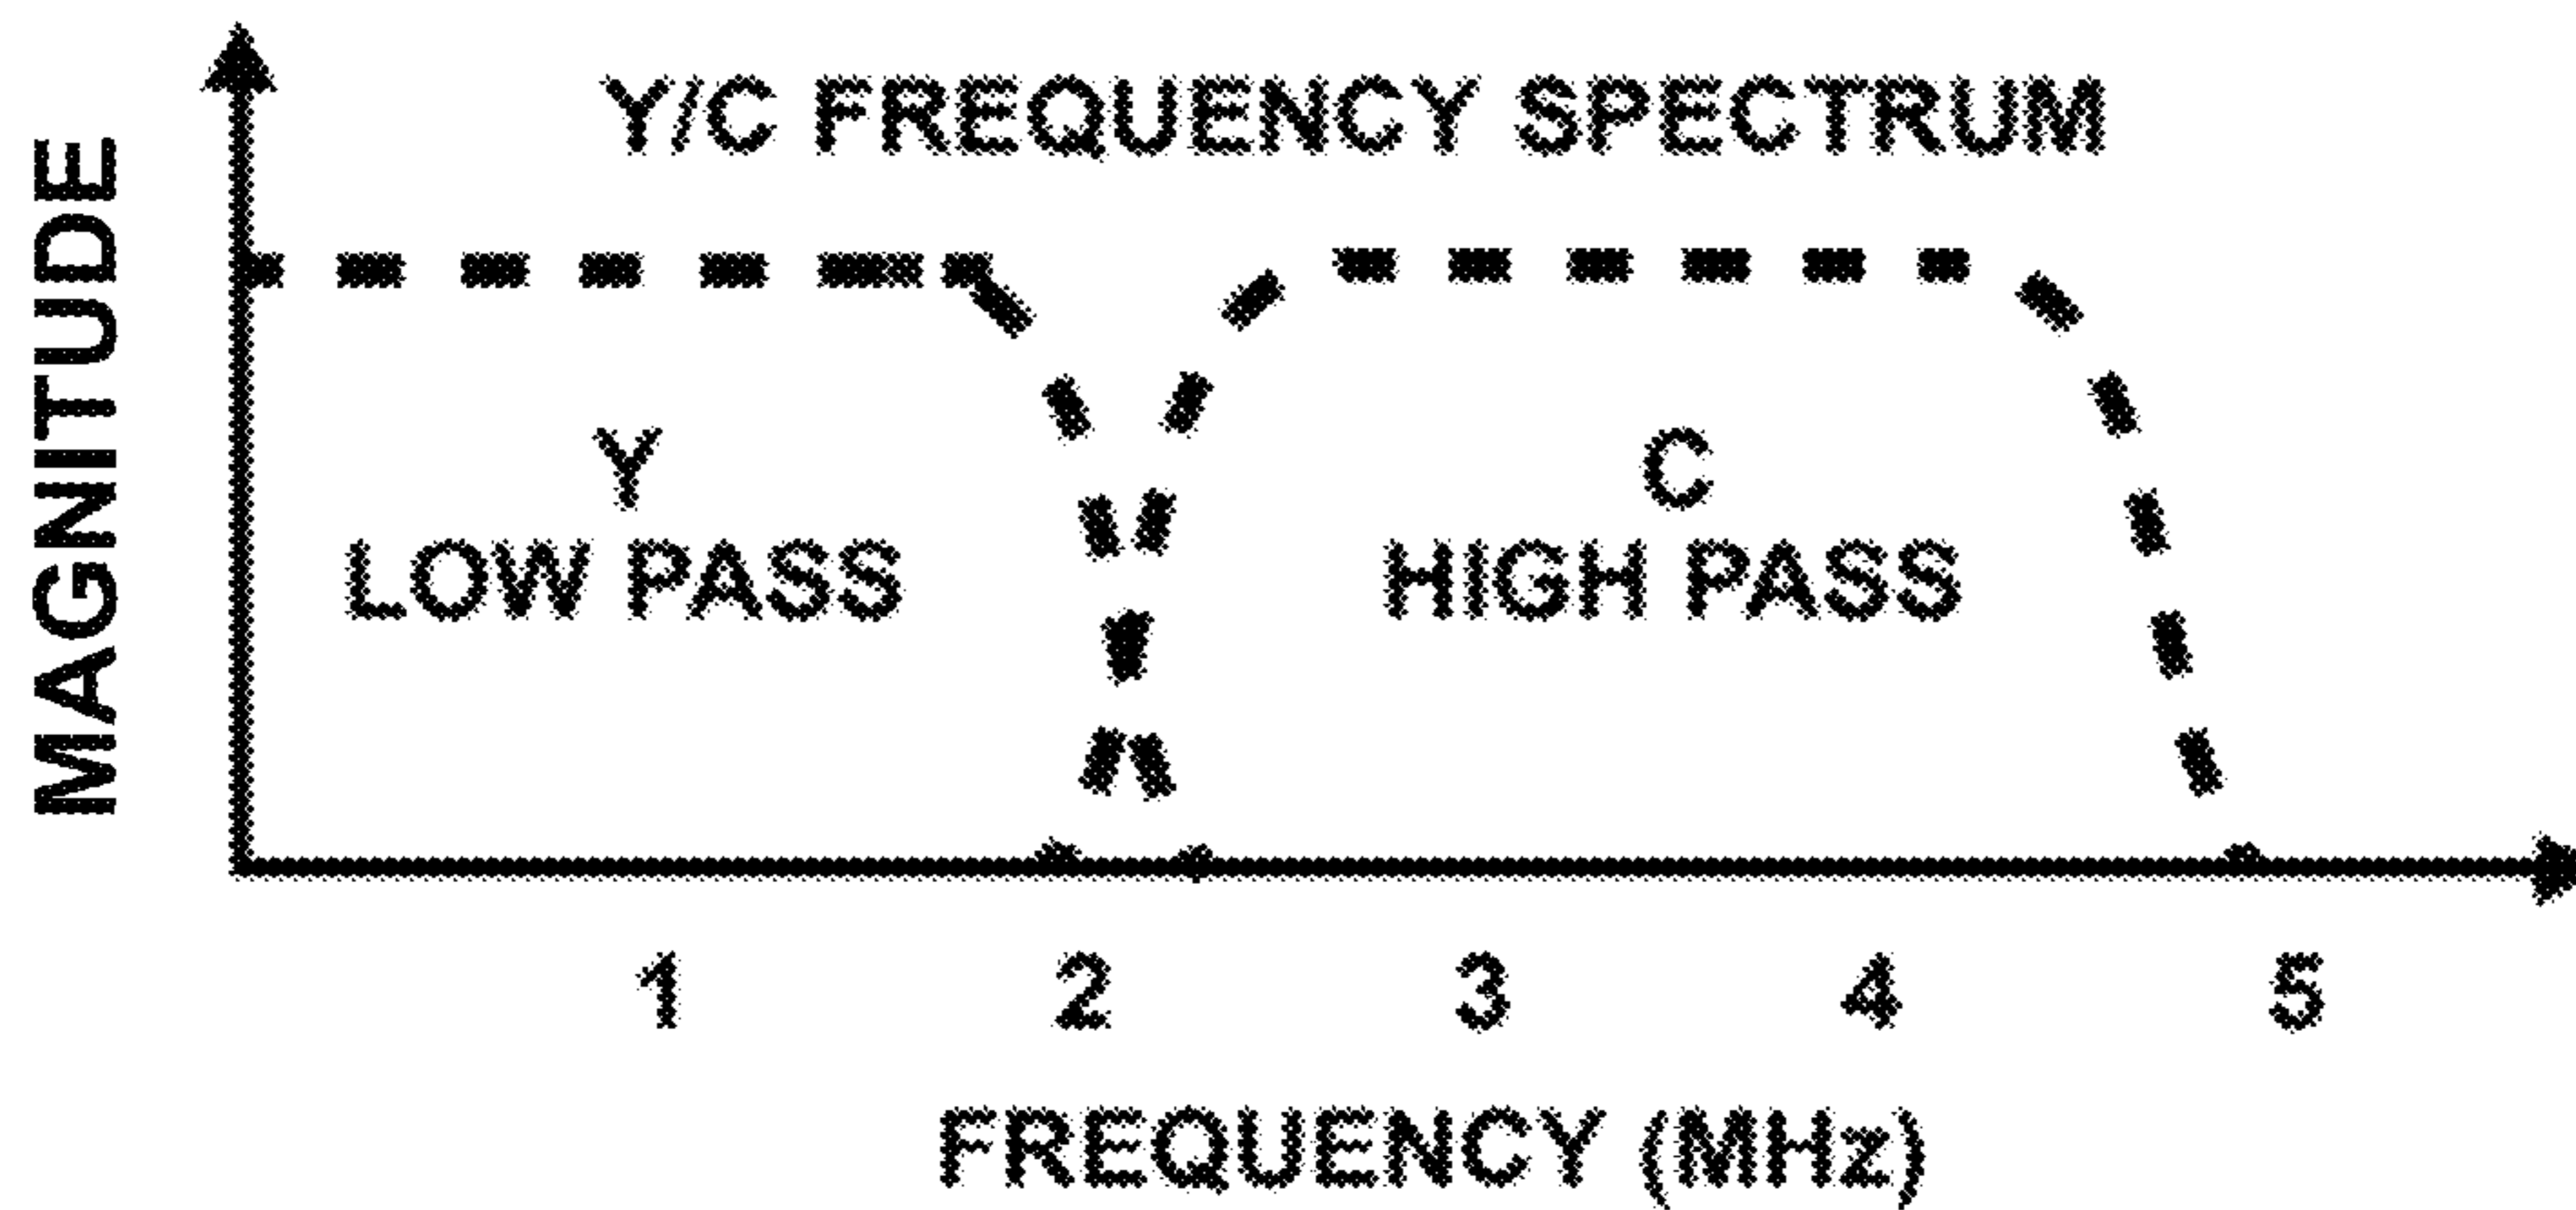 Y/C FREQUENCY SPECTRUM
MAGNITUDE
Y
LOW PASS
C
HIGH PASS
1 2 3 4 5
FREQUENCY (MHz)